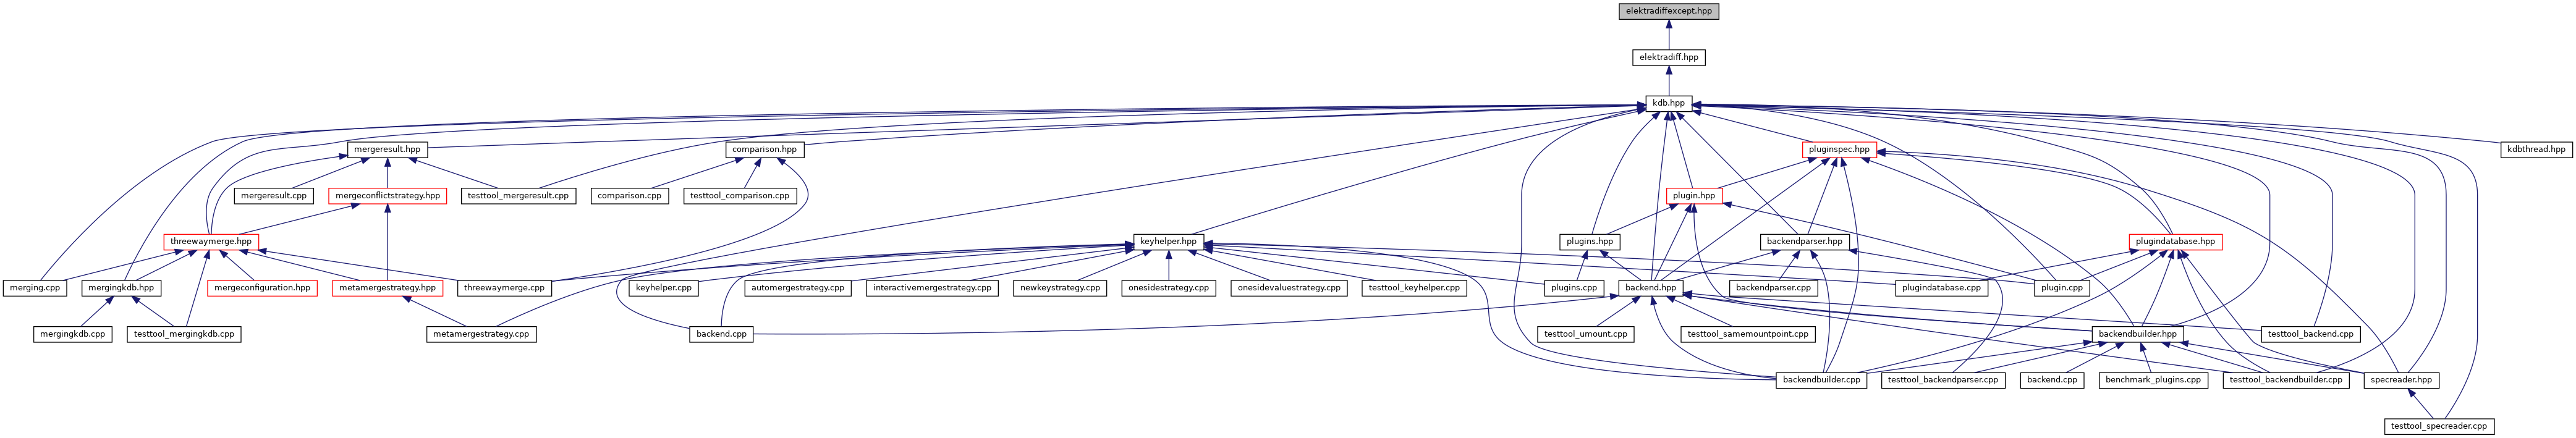 elektradiffexcept.hpp
elektradiff.hpp
kdb.hpp
mergeresult.hpp
comparison.hpp
pluginspec.hpp
kdbthread.hpp
mergeresult.cpp
mergeconflictstrategy.hpp
testtool_mergeresult.cpp
comparison.cpp
testtool_comparison.cpp
plugin.hpp
threewaymerge.hpp
keyhelper.hpp
plugins.hpp
backendparser.hpp
plugindatabase.hpp
merging.cpp
mergingkdb.hpp
mergeconfiguration.hpp
metamergestrategy.hpp
threewaymerge.cpp
keyhelper.cpp
automergestrategy.cpp
interactivemergestrategy.cpp
newkeystrategy.cpp
onesidestrategy.cpp
onesidevaluestrategy.cpp
testtool_keyhelper.cpp
plugins.cpp
backend.hpp
backendparser.cpp
plugindatabase.cpp
plugin.cpp
mergingkdb.cpp
testtool_mergingkdb.cpp
metamergestrategy.cpp
backend.cpp
testtool_umount.cpp
testtool_samemountpoint.cpp
backendbuilder.hpp
testtool_backend.cpp
backendbuilder.cpp
testtool_backendparser.cpp
backend.cpp
benchmark_plugins.cpp
testtool_backendbuilder.cpp
specreader.hpp
testtool_specreader.cpp